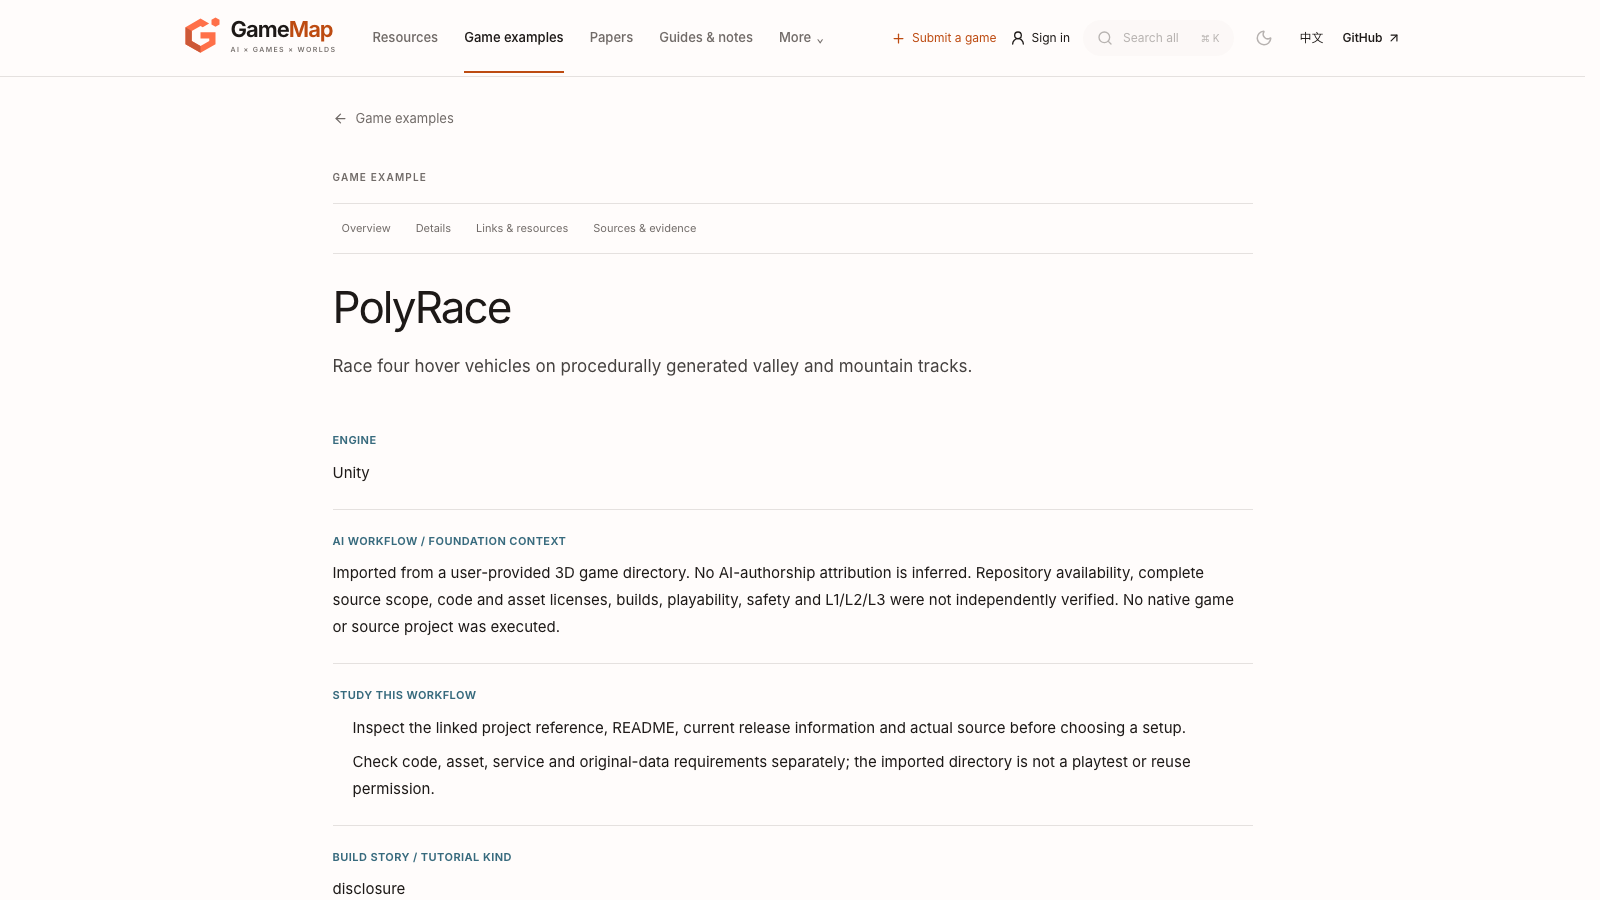 GameMap
AI × GAMES × WORLDS
Resources
Game examples
Papers
Guides & notes
More
Submit a game
Sign in
Search all
⌘ K
中文
GitHub
Game examples
GAME EXAMPLE
Overview
Details
Links & resources
Sources & evidence
PolyRace
Race four hover vehicles on procedurally generated valley and mountain tracks.
ENGINE
Unity
AI WORKFLOW / FOUNDATION CONTEXT
Imported from a user-provided 3D game directory. No AI-authorship attribution is inferred. Repository availability, complete
source scope, code and asset licenses, builds, playability, safety and L1/L2/L3 were not independently verified. No native game
or source project was executed.
STUDY THIS WORKFLOW
Inspect the linked project reference, README, current release information and actual source before choosing a setup.
Check code, asset, service and original-data requirements separately; the imported directory is not a playtest or reuse
permission.
BUILD STORY / TUTORIAL KIND
disclosure